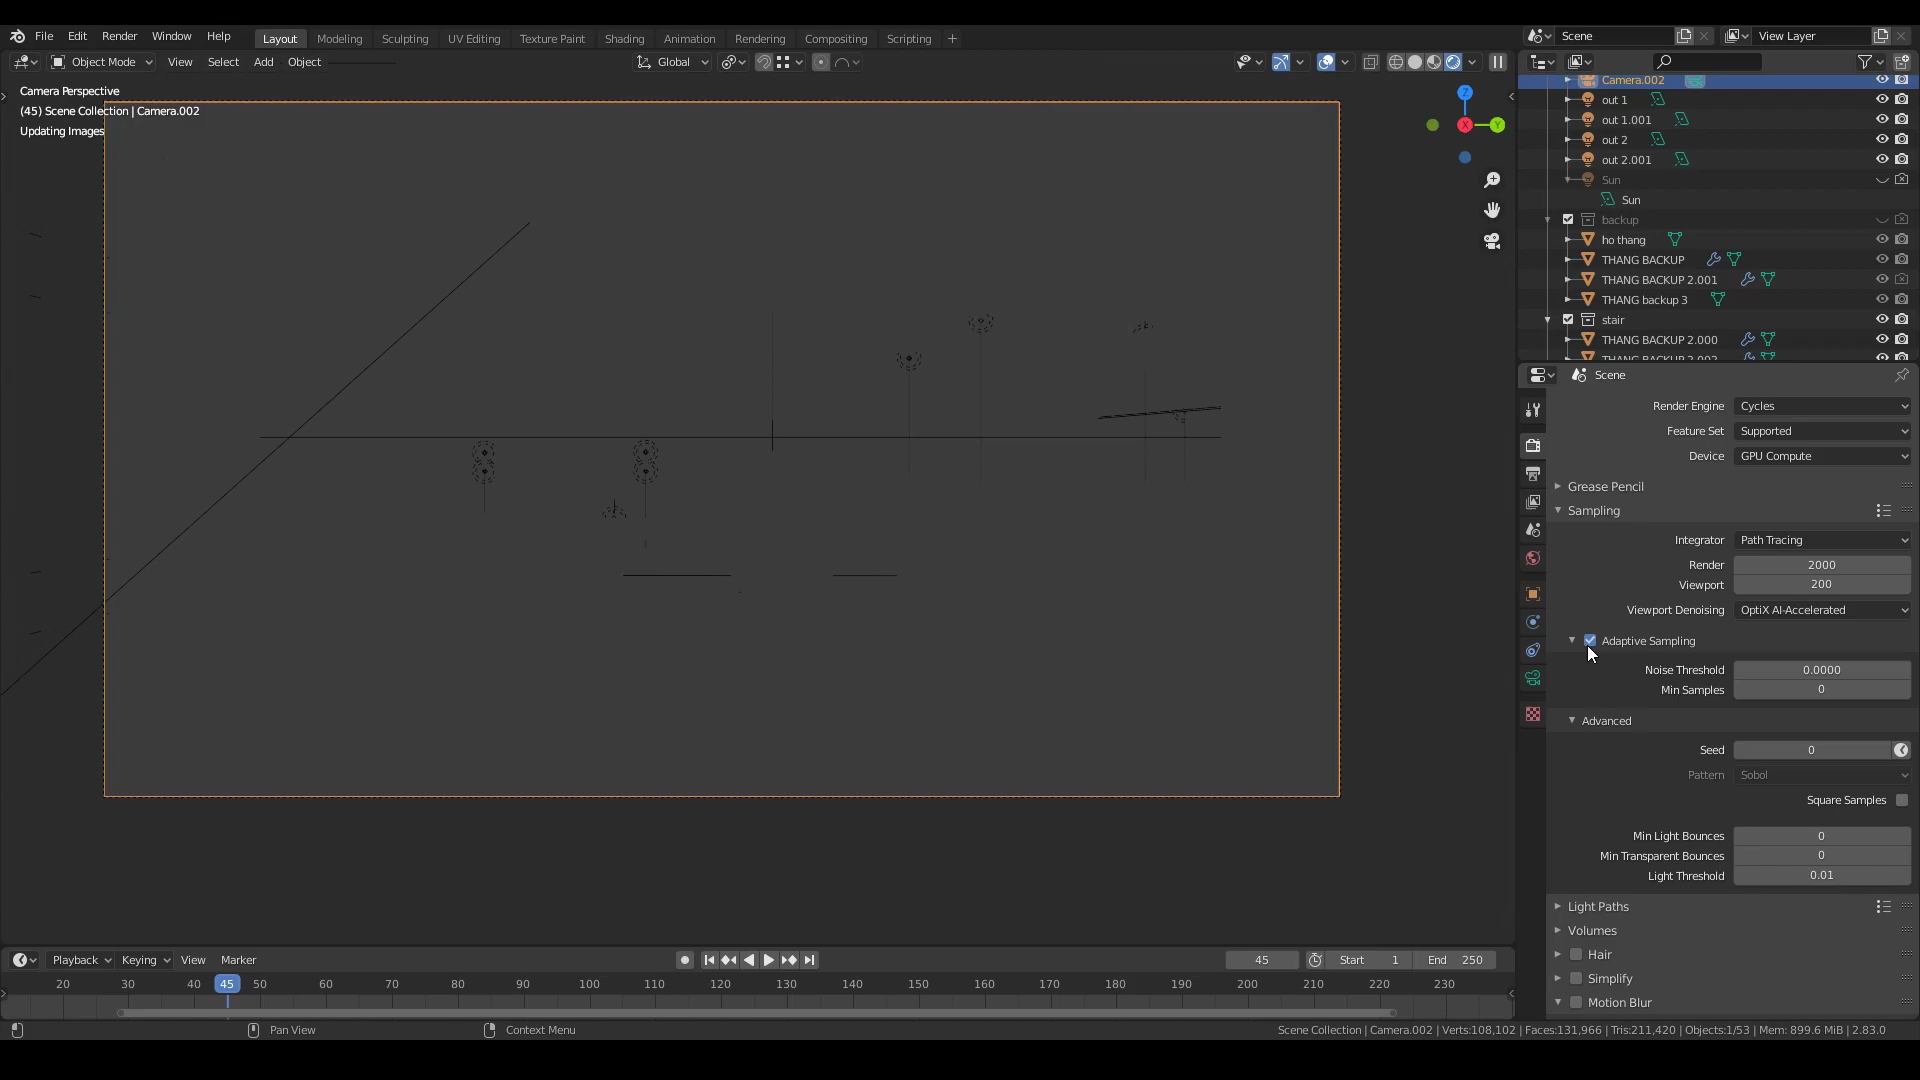 File Edit Render Window Help Layout Modeling Sculpting UV Editing Texture Paint Shading Animation Rendering Compositing Scripting + Scene View Layer
Object Mode View Select Add Object Global
Camera Perspective
(45) Scene Collection | Camera.002
Updating Images
Z
X
Y
Camera.002
out 1
out 1.001
out 2
out 2.001
Sun
Sun
backup
ho thang
THANG BACKUP
THANG BACKUP 2.001
THANG backup 3
stair
THANG BACKUP 2.000
THANG BACKUP 2.002
Scene
Render Engine Cycles
Feature Set Supported
Device GPU Compute
Grease Pencil
Sampling
Integrator Path Tracing
Render 2000
Viewport 200
Viewport Denoising OptiX AI-Accelerated
Adaptive Sampling
Noise Threshold 0.0000
Min Samples 0
Advanced
Seed 0
Pattern Sobol
Square Samples
Min Light Bounces 0
Min Transparent Bounces 0
Light Threshold 0.01
Light Paths
Volumes
Hair
Simplify
Motion Blur
Playback Keying View Marker 45 Start 1 End 250
20 30 40 45 50 60 70 80 90 100 110 120 130 140 150 160 170 180 190 200 210 220 230
Pan View Context Menu Scene Collection | Camera.002 | Verts:108,102 | Faces:131,966 | Tris:211,420 | Objects:1/53 | Mem: 899.6 MiB | 2.83.0